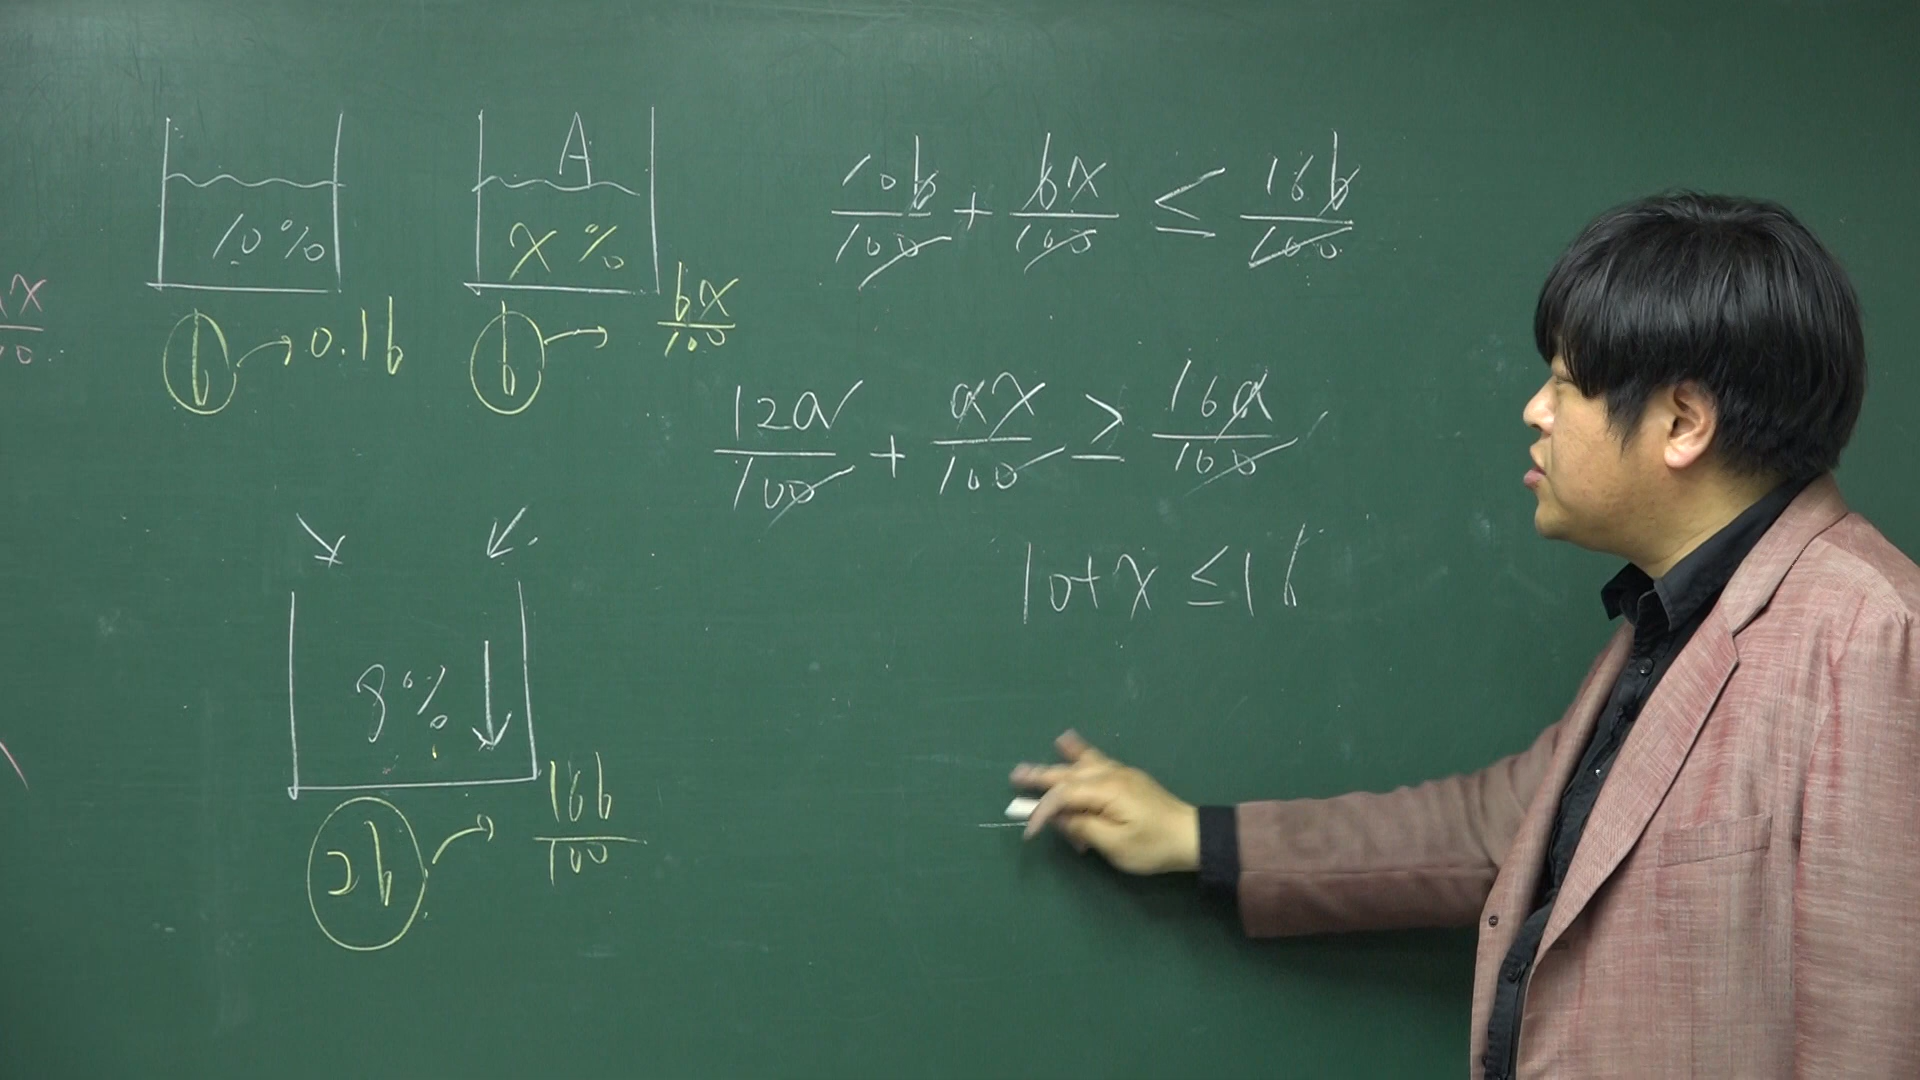 A
10%
x%
b → 0.1b
b → bx/100
8%
2b → 16b/100
10b/100 + bx/100 ≤ 16b/100
12a/100 + ax/100 ≥ 16a/100
10+x ≤ 16